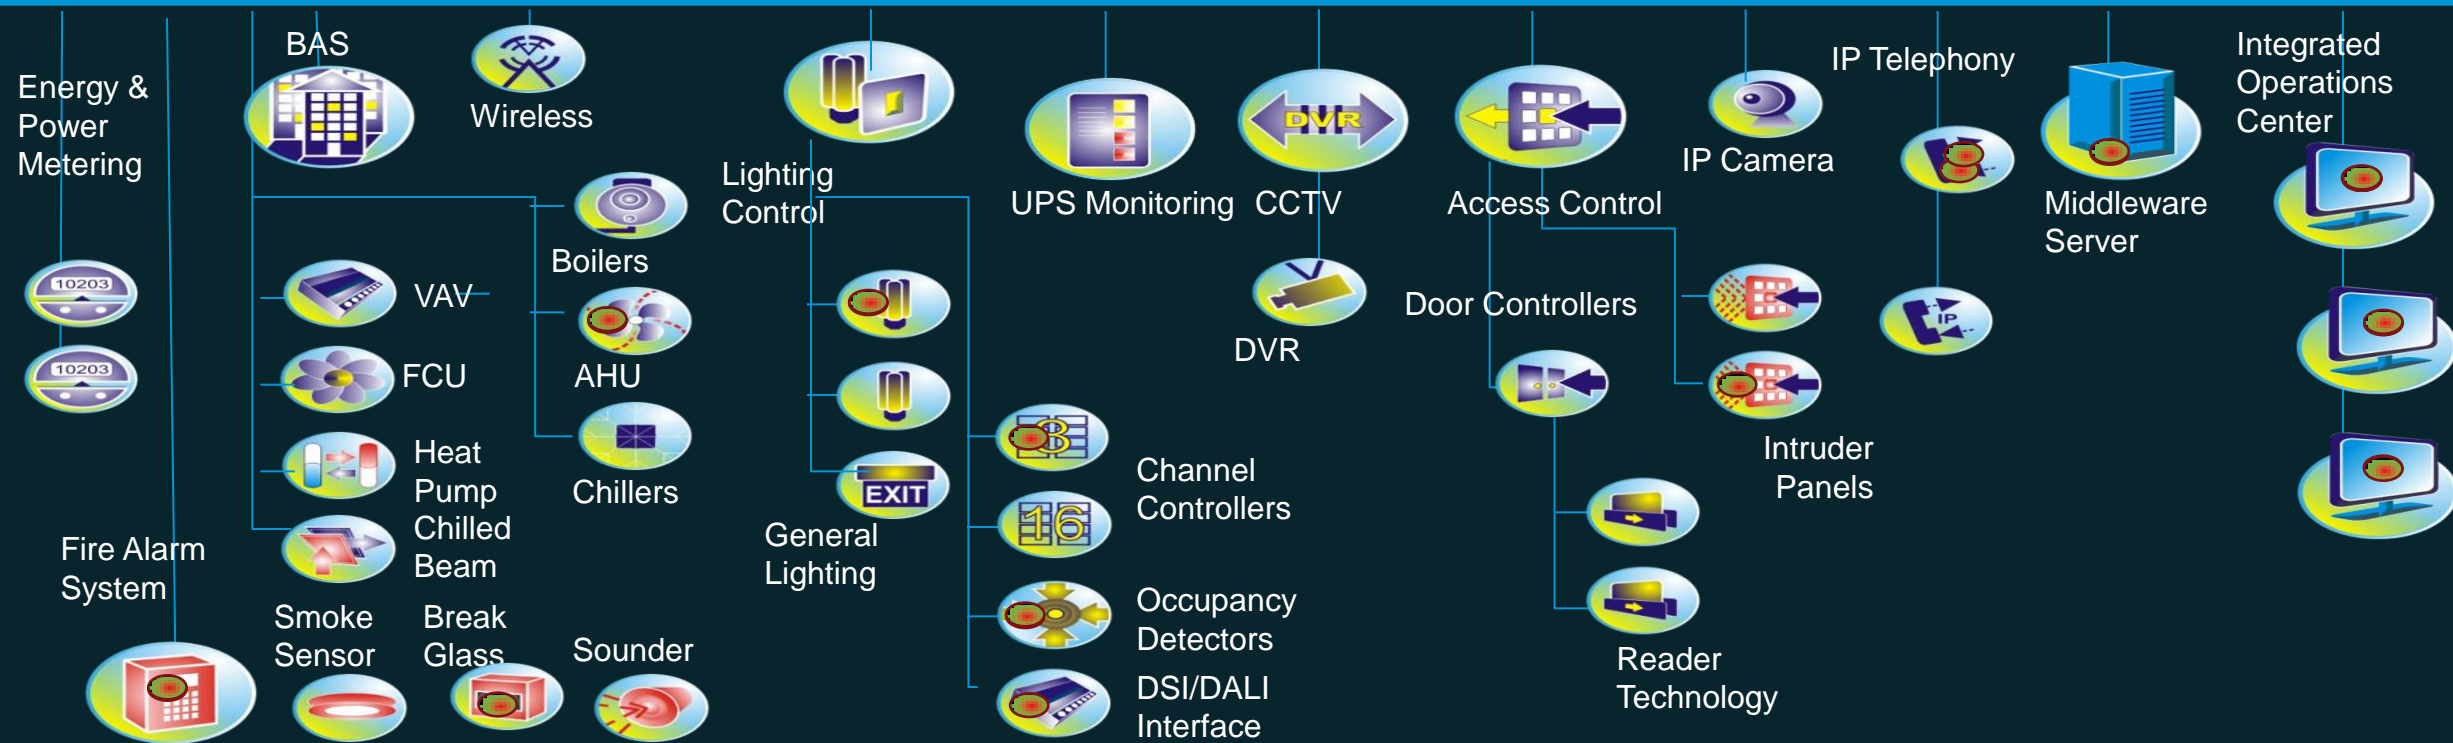 Energy &
Power
Metering
10203
10203
Fire Alarm
System
BAS
VAV
FCU
Heat
Pump
Chilled
Beam
Smoke
Sensor
Break
Glass
Sounder
Wireless
Boilers
AHU
Chillers
Lighting
Control
EXIT
General
Lighting
8
16
Channel
Controllers
Occupancy
Detectors
DSI/DALI
Interface
UPS Monitoring
DVR
CCTV
DVR
Access Control
Door Controllers
Reader
Technology
IP Camera
Intruder
Panels
IP Telephony
IP
Middleware
Server
Integrated
Operations
Center